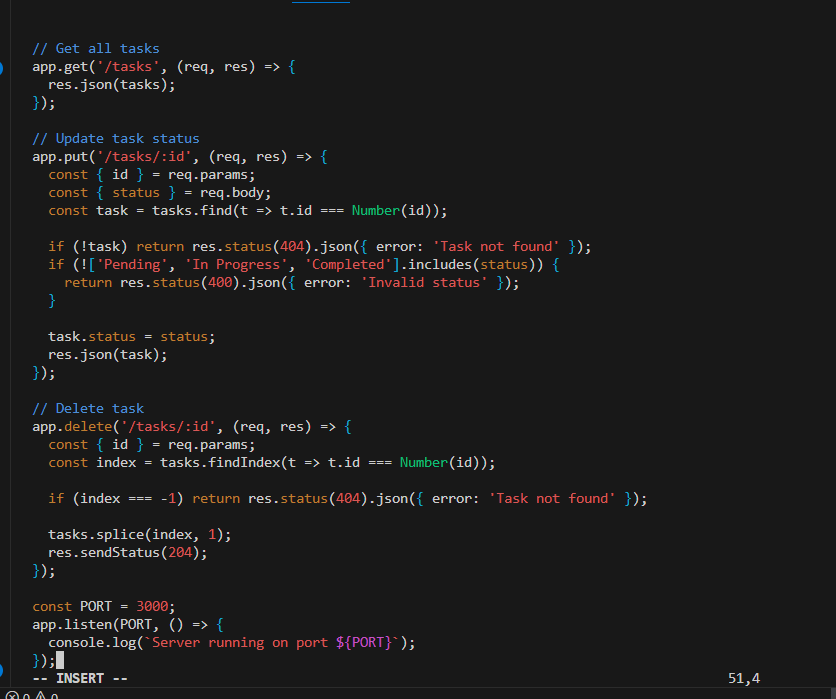 // Get all tasks
app.get('/tasks', (req, res) => {
  res.json(tasks);
});

// Update task status
app.put('/tasks/:id', (req, res) => {
  const { id } = req.params;
  const { status } = req.body;
  const task = tasks.find(t => t.id === Number(id));

  if (!task) return res.status(404).json({ error: 'Task not found' });
  if (!['Pending', 'In Progress', 'Completed'].includes(status)) {
    return res.status(400).json({ error: 'Invalid status' });
  }

  task.status = status;
  res.json(task);
});

// Delete task
app.delete('/tasks/:id', (req, res) => {
  const { id } = req.params;
  const index = tasks.findIndex(t => t.id === Number(id));

  if (index === -1) return res.status(404).json({ error: 'Task not found' });

  tasks.splice(index, 1);
  res.sendStatus(204);
});

const PORT = 3000;
app.listen(PORT, () => {
  console.log(`Server running on port ${PORT}`);
});
-- INSERT -- 51,4
0 0